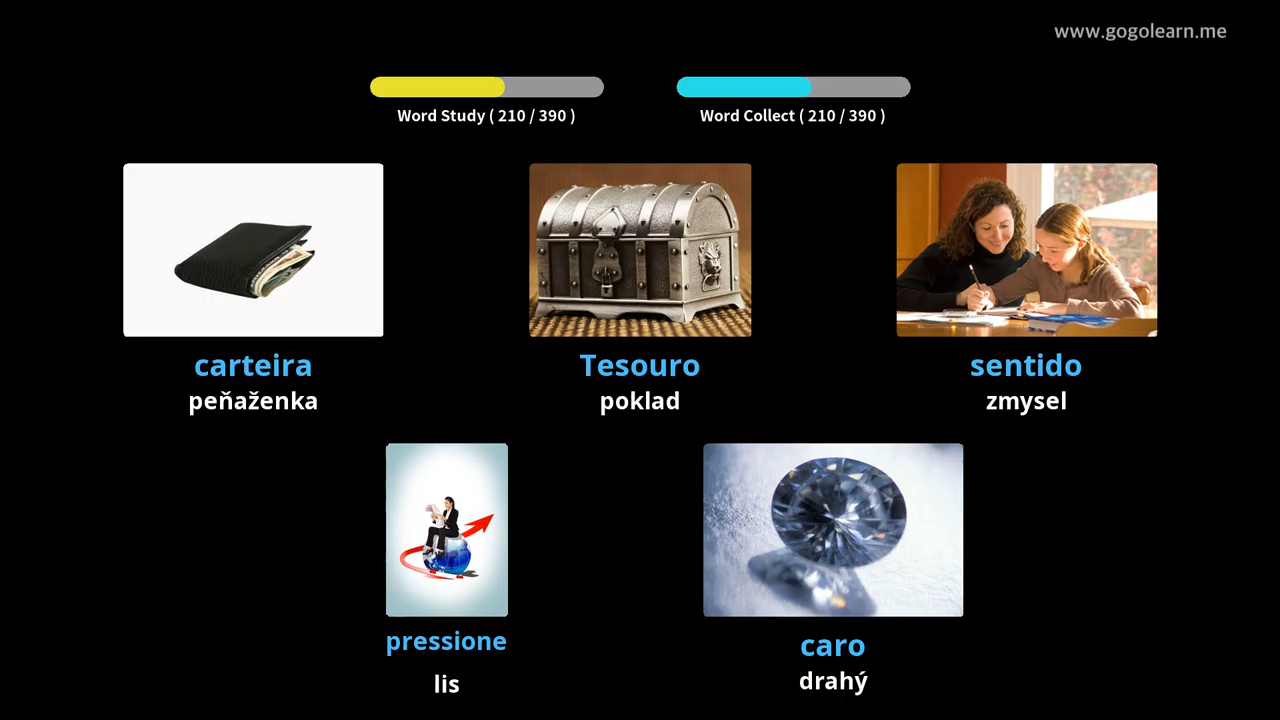 www.gogolearn.me
Word Study ( 210 / 390 )
Word Collect ( 210 / 390 )
carteira
peňaženka
Tesouro
poklad
sentido
zmysel
pressione
lis
caro
drahý